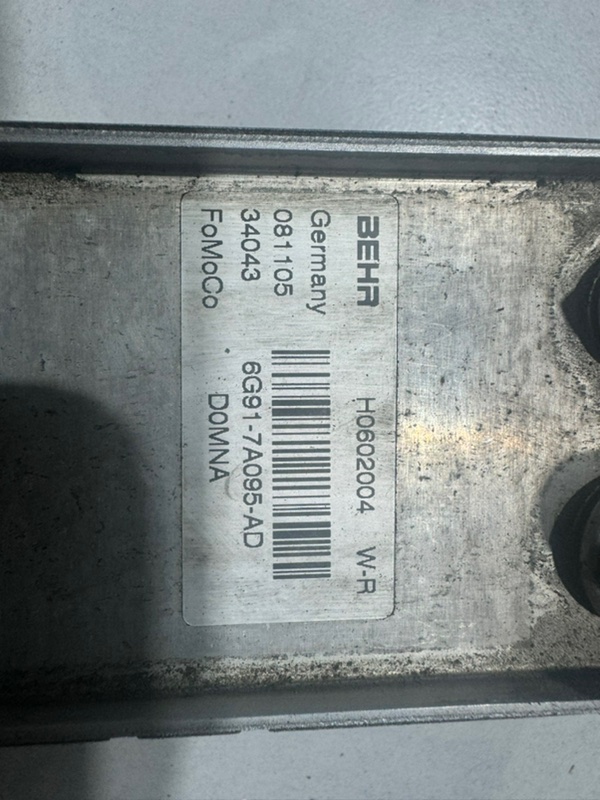 BEHR H0602004 W-R
Germany
081105
34043 6G91-7A095-AD
FoMoCo D0MNA